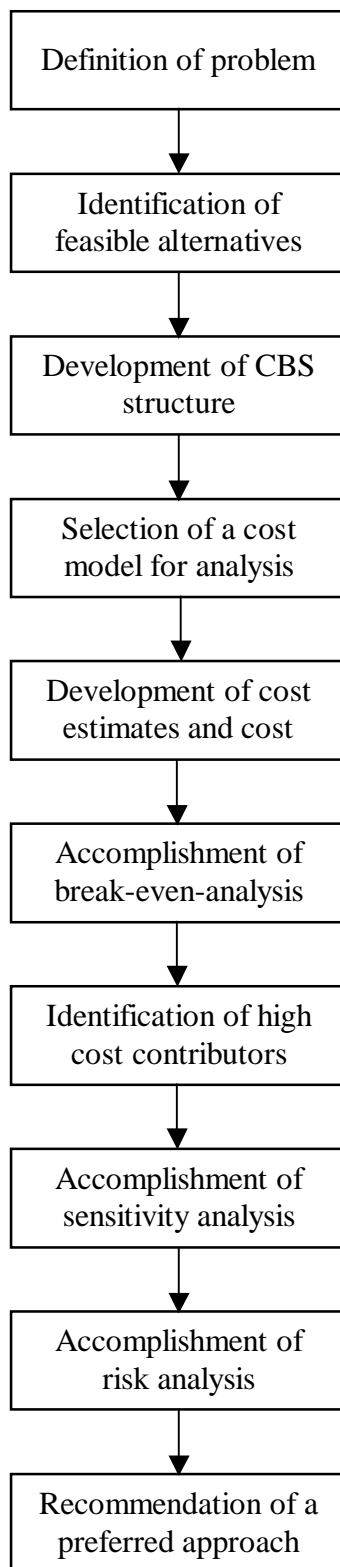 Definition of problem
Identification of
feasible alternatives
Development of CBS
structure
Selection of a cost
model for analysis
Development of cost
estimates and cost
Accomplishment of
break-even-analysis
Identification of high
cost contributors
Accomplishment of
sensitivity analysis
Accomplishment of
risk analysis
Recommendation of a
preferred approach